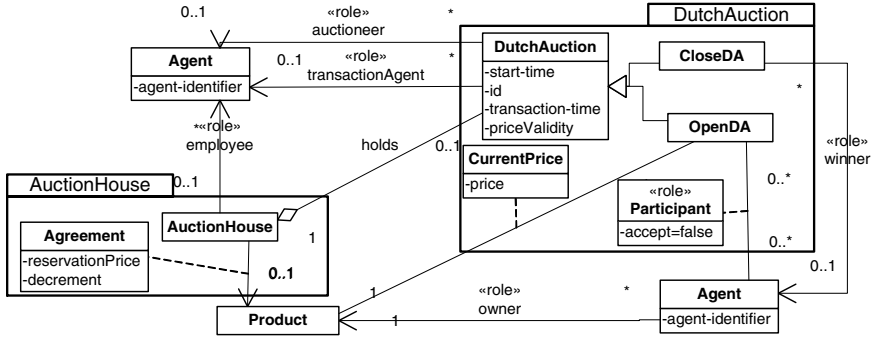 0..1
«role»
auctioneer
*
DutchAuction
Agent
-agent-identifier
0..1
«role»
transactionAgent
*
DutchAuction
-start-time
-id
-transaction-time
-priceValidity
CloseDA
*
OpenDA
*«role»
employee
holds
0..1
CurrentPrice
-price
«role»
winner
AuctionHouse
0..1
0..*
«role»
Participant
-accept=false
AuctionHouse
1
Agreement
-reservationPrice
-decrement
0..1
0..*
0..1
1
«role»
owner
*
Agent
-agent-identifier
Product
1